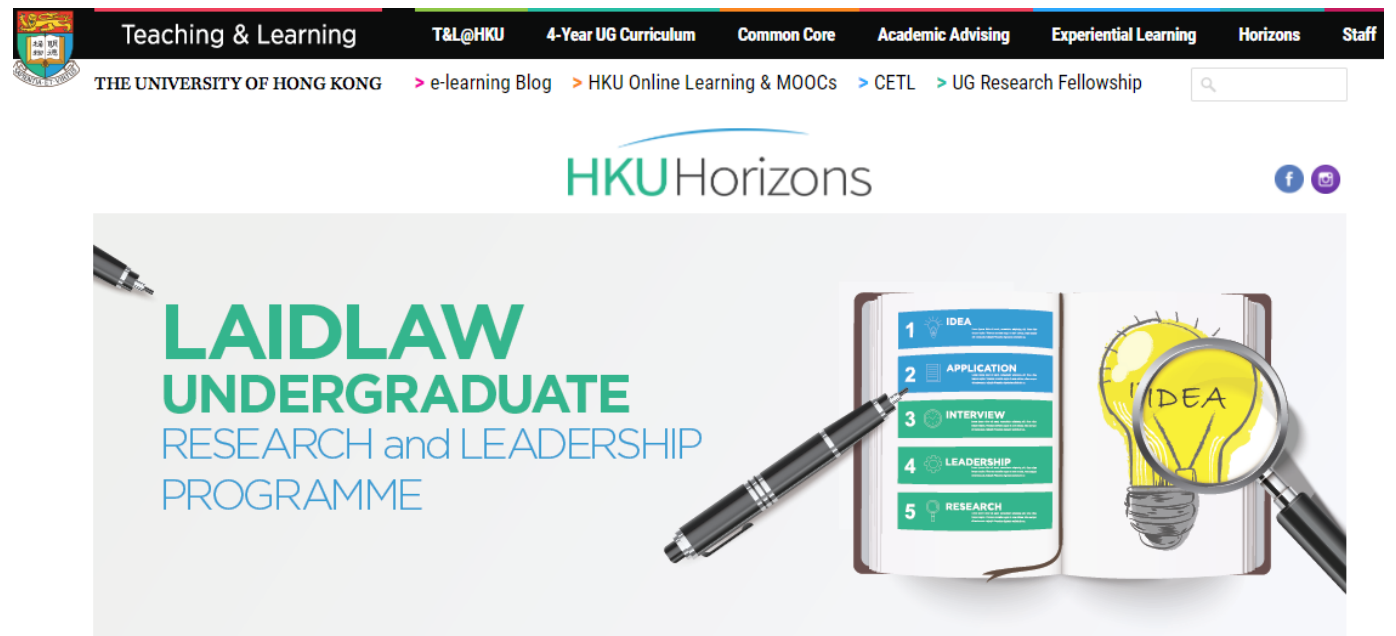 Teaching & Learning T&L@HKU 4-Year UG Curriculum Common Core Academic Advising Experiential Learning Horizons Staff
THE UNIVERSITY OF HONG KONG > e-learning Blog > HKU Online Learning & MOOCs > CETL > UG Research Fellowship
HKUHorizons
LAIDLAW
UNDERGRADUATE
RESEARCH and LEADERSHIP
PROGRAMME
1 IDEA
2 APPLICATION
3 INTERVIEW
4 LEADERSHIP
5 RESEARCH
IDEA